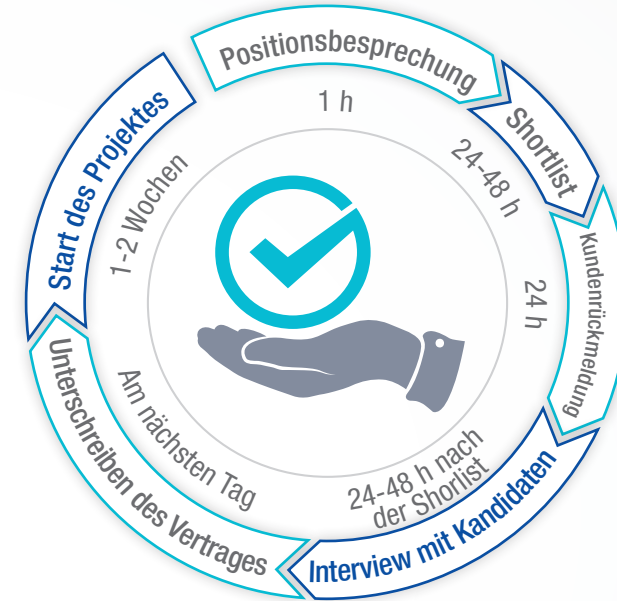 Positionsbesprechung
1 h
Shortlist
24-48 h
Kundenrückmeldung
24 h
Interview mit Kandidaten
24-48 h nach
der Shorlist
Unterschreiben des Vertrages
Am nächsten Tag
Start des Projektes
1-2 Wochen